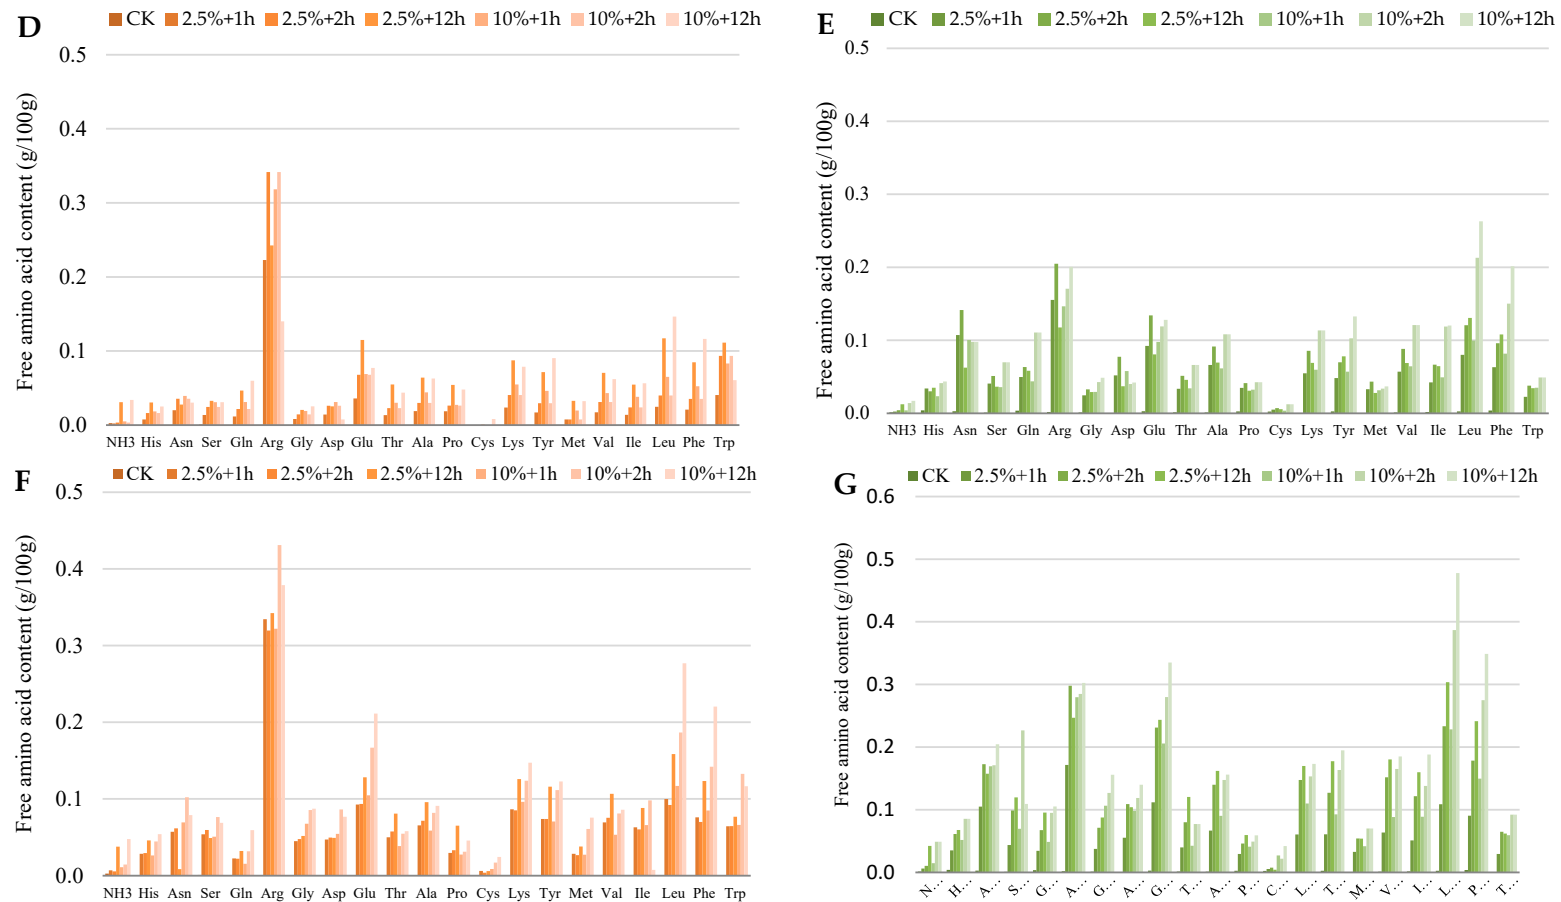 D
CK 2.5%+1h 2.5%+2h 2.5%+12h 10%+1h 10%+2h 10%+12h
Free amino acid content (g/100g)
0.5
0.4
0.3
0.2
0.1
0.0
NH3 His Asn Ser Gln Arg Gly Asp Glu Thr Ala Pro Cys Lys Tyr Met Val Ile Leu Phe Trp
E
CK 2.5%+1h 2.5%+2h 2.5%+12h 10%+1h 10%+2h 10%+12h
Free amino acid content (g/100g)
0.5
0.4
0.3
0.2
0.1
0.0
NH3 His Asn Ser Gln Arg Gly Asp Glu Thr Ala Pro Cys Lys Tyr Met Val Ile Leu Phe Trp
F
CK 2.5%+1h 2.5%+2h 2.5%+12h 10%+1h 10%+2h 10%+12h
Free amino acid content (g/100g)
0.5
0.4
0.3
0.2
0.1
0.0
NH3 His Asn Ser Gln Arg Gly Asp Glu Thr Ala Pro Cys Lys Tyr Met Val Ile Leu Phe Trp
G
CK 2.5%+1h 2.5%+2h 2.5%+12h 10%+1h 10%+2h 10%+12h
Free amino acid content (g/100g)
0.6
0.5
0.4
0.3
0.2
0.1
0.0
N... H... A... S... G... A... G... A... G... T... A... P... C... L... T... M... V... I... L... P... T...